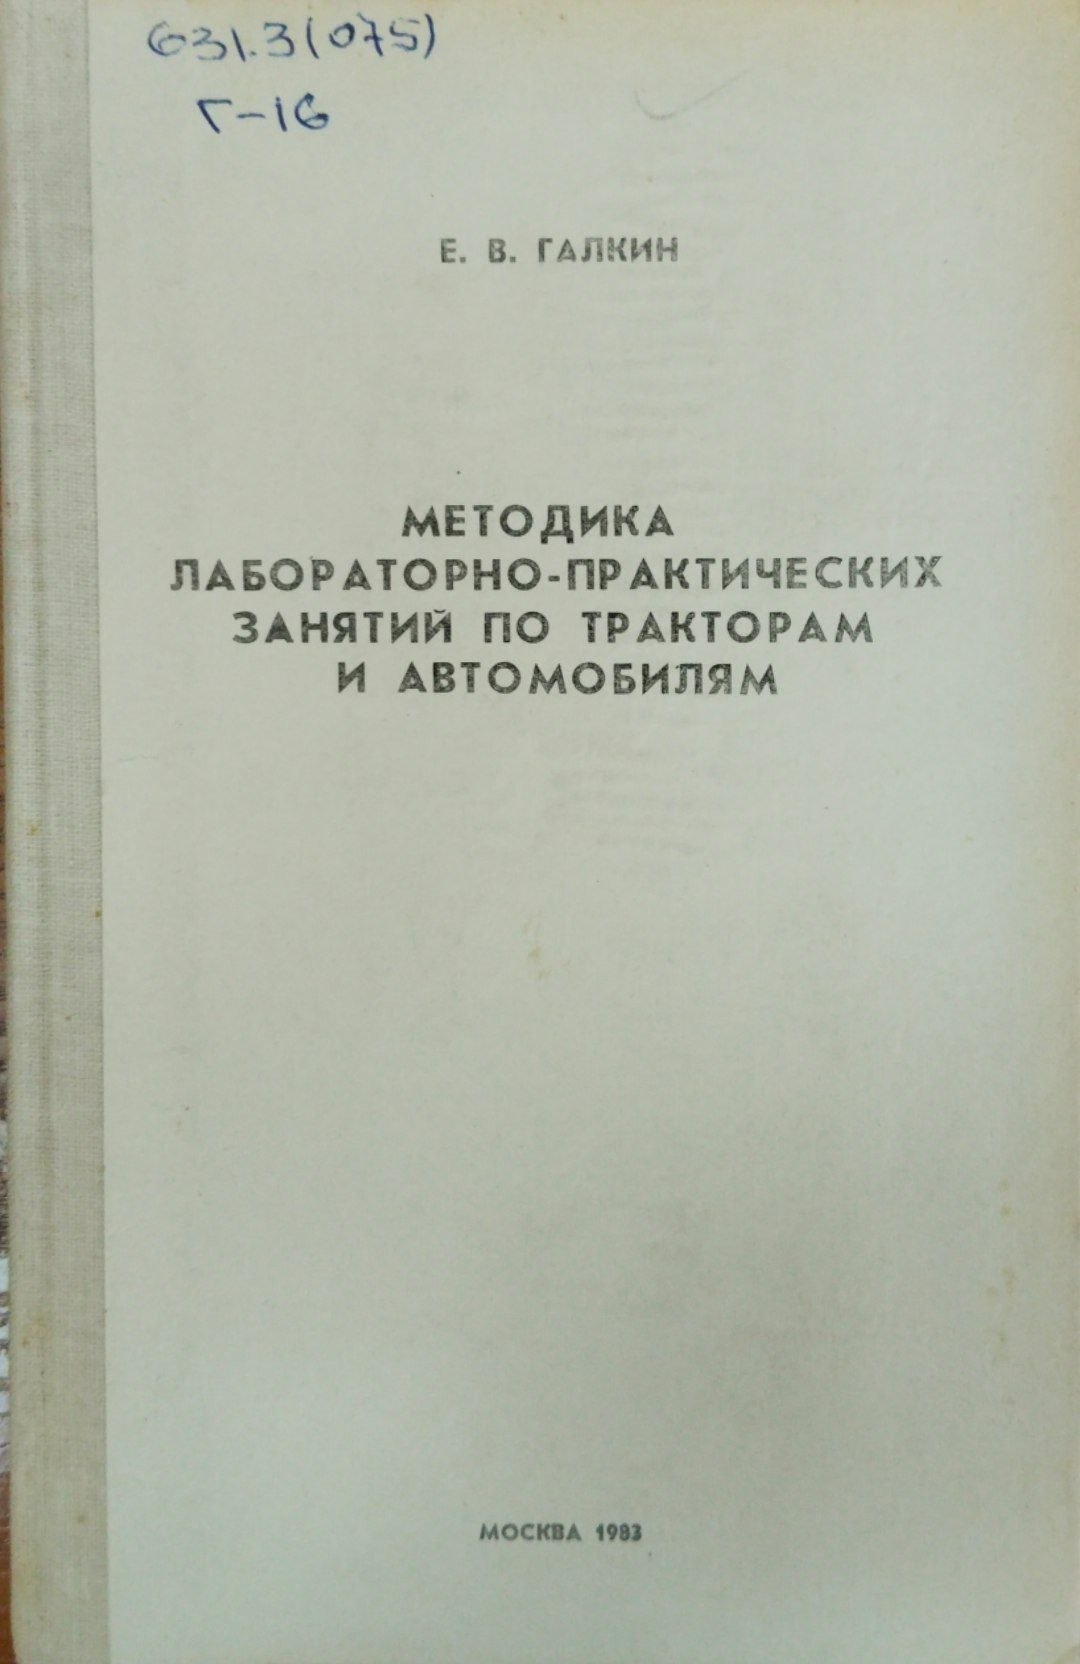 631.3(075)
Г-16
Е. В. ГАЛКИН
МЕТОДИКА
ЛАБОРАТОРНО-ПРАКТИЧЕСКИХ
ЗАНЯТИЙ ПО ТРАКТОРАМ
И АВТОМОБИЛЯМ
МОСКВА 1983